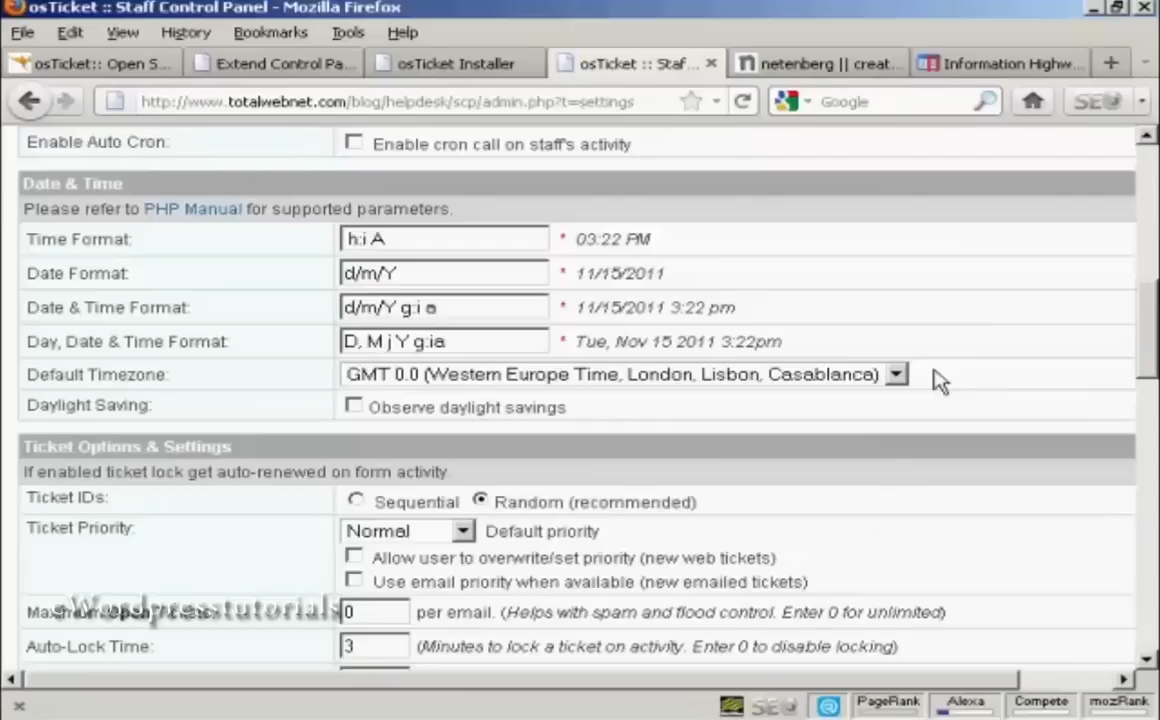 osTicket :: Staff Control Panel - Mozilla Firefox
File Edit View History Bookmarks Tools Help
osTicket:: Open S... Extend Control Pa... osTicket Installer osTicket :: Staf... netenberg || creat... Information Highw...
http://www.totalwebnet.com/blog/helpdesk/scp/admin.php?t=settings Google SE
Enable Auto Cron: Enable cron call on staff's activity
Date & Time
Please refer to PHP Manual for supported parameters.
Time Format: h:i A * 03:22 PM
Date Format: d/m/Y * 11/15/2011
Date & Time Format: d/m/Y g:i a * 11/15/2011 3:22 pm
Day, Date & Time Format: D, M j Y g:ia * Tue, Nov 15 2011 3:22pm
Default Timezone: GMT 0.0 (Western Europe Time, London, Lisbon, Casablanca)
Daylight Saving: Observe daylight savings
Ticket Options & Settings
If enabled ticket lock get auto-renewed on form activity.
Ticket IDs: Sequential Random (recommended)
Ticket Priority: Normal Default priority
Allow user to overwrite/set priority (new web tickets)
Use email priority when available (new emailed tickets)
eWordpresstutorials
0 per email. (Helps with spam and flood control. Enter 0 for unlimited)
Auto-Lock Time: 3 (Minutes to lock a ticket on activity. Enter 0 to disable locking)
SE PageRank Alexa Compete mozRank